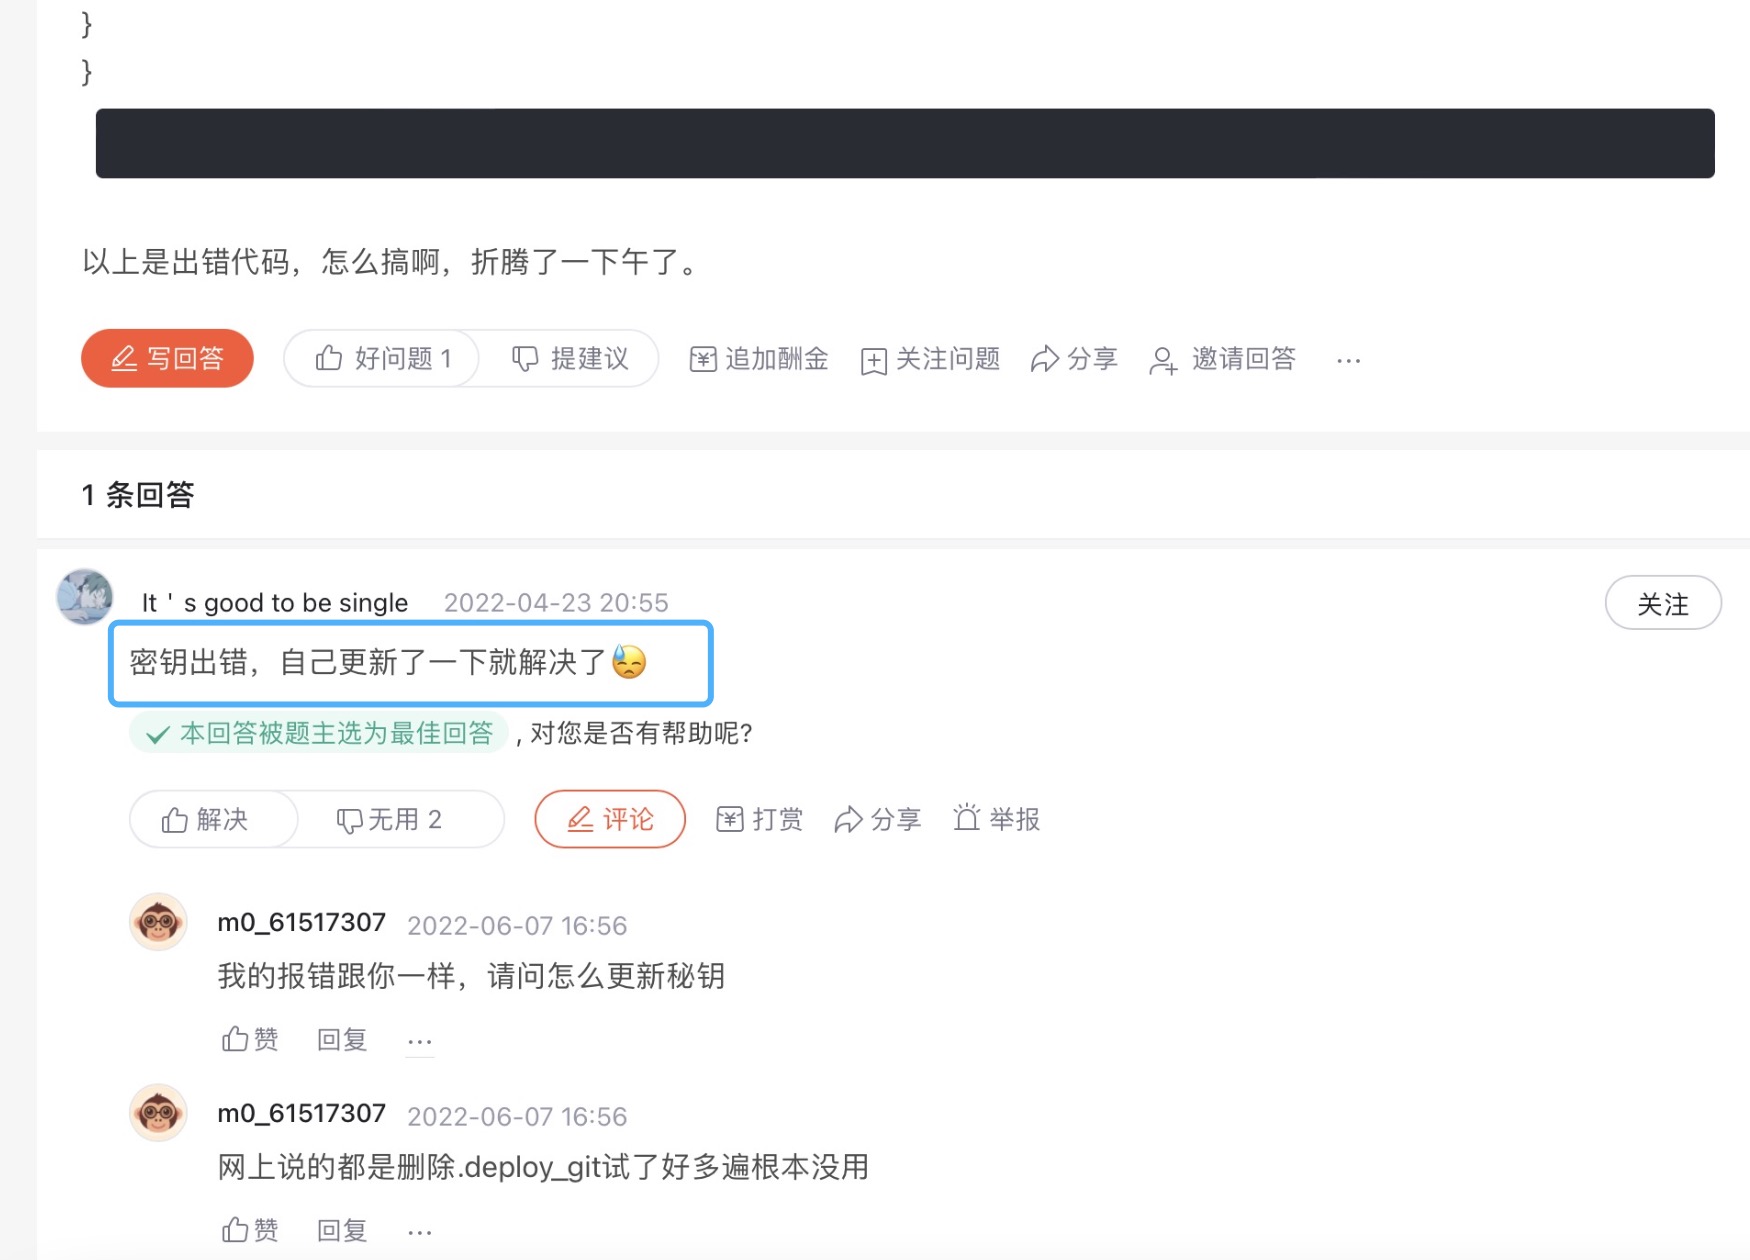 }
}
以上是出错代码，怎么搞啊，折腾了一下午了。
写回答 好问题 1 提建议 追加酬金 关注问题 分享 邀请回答 ...
1 条回答
It ' s good to be single 2022-04-23 20:55 关注
密钥出错，自己更新了一下就解决了😓
本回答被题主选为最佳回答 , 对您是否有帮助呢?
解决 无用 2 评论 打赏 分享 举报
m0_61517307 2022-06-07 16:56
我的报错跟你一样，请问怎么更新秘钥
赞 回复 ...
m0_61517307 2022-06-07 16:56
网上说的都是删除.deploy_git试了好多遍根本没用
赞 回复 ...